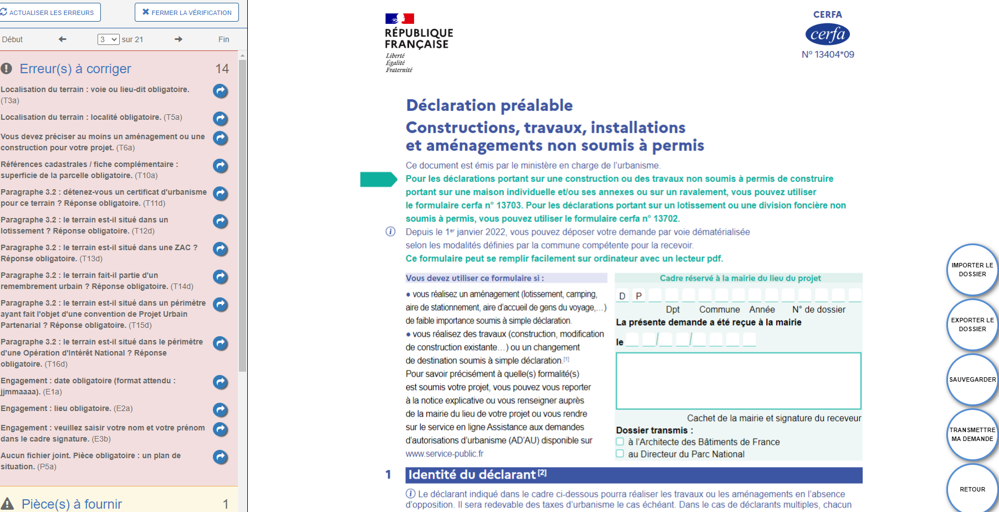 ACTUALISER LES ERREURS
FERMER LA VÉRIFICATION
Début
3 sur 21
Fin
Erreur(s) à corriger 14
Localisation du terrain : voie ou lieu-dit obligatoire.
(T3a)
Localisation du terrain : localité obligatoire. (T5a)
Vous devez préciser au moins un aménagement ou une
construction pour votre projet. (T6a)
Références cadastrales / fiche complémentaire :
superficie de la parcelle obligatoire. (T10a)
Paragraphe 3.2 : détenez-vous un certificat d'urbanisme
pour ce terrain ? Réponse obligatoire. (T11d)
Paragraphe 3.2 : le terrain est-il situé dans un
lotissement ? Réponse obligatoire. (T12d)
Paragraphe 3.2 : le terrain est-il situé dans une ZAC ?
Réponse obligatoire. (T13d)
Paragraphe 3.2 : le terrain fait-il partie d'un
remembrement urbain ? Réponse obligatoire. (T14d)
Paragraphe 3.2 : le terrain est-il situé dans un périmètre
ayant fait l'objet d'une convention de Projet Urbain
Partenarial ? Réponse obligatoire. (T15d)
Paragraphe 3.2 : le terrain est-il situé dans le périmètre
d'une Opération d'Intérêt National ? Réponse
obligatoire. (T16d)
Engagement : date obligatoire (format attendu :
jjmmaaaa). (E1a)
Engagement : lieu obligatoire. (E2a)
Engagement : veuillez saisir votre nom et votre prénom
dans le cadre signature. (E3b)
Aucun fichier joint. Pièce obligatoire : un plan de
situation. (P5a)
Pièce(s) à fournir 1
RÉPUBLIQUE
FRANÇAISE
Liberté
Égalité
Fraternité
CERFA
cerfa
N° 13404*09
Déclaration préalable
Constructions, travaux, installations
et aménagements non soumis à permis
Ce document est émis par le ministère en charge de l'urbanisme.
Pour les déclarations portant sur une construction ou des travaux non soumis à permis de construire
portant sur une maison individuelle et/ou ses annexes ou sur un ravalement, vous pouvez utiliser
le formulaire cerfa n° 13703. Pour les déclarations portant sur un lotissement ou une division foncière non
soumis à permis, vous pouvez utiliser le formulaire cerfa n° 13702.
Depuis le 1er janvier 2022, vous pouvez déposer votre demande par voie dématérialisée
selon les modalités définies par la commune compétente pour la recevoir.
Ce formulaire peut se remplir facilement sur ordinateur avec un lecteur pdf.
Vous devez utiliser ce formulaire si :
• vous réalisez un aménagement (lotissement, camping,
aire de stationnement, aire d'accueil de gens du voyage,…)
de faible importance soumis à simple déclaration.
• vous réalisez des travaux (construction, modification
de construction existante…) ou un changement
de destination soumis à simple déclaration.[1]
Pour savoir précisément à quelle(s) formalité(s)
est soumis votre projet, vous pouvez vous reporter
à la notice explicative ou vous renseigner auprès
de la mairie du lieu de votre projet ou vous rendre
sur le service en ligne Assistance aux demandes
d'autorisations d'urbanisme (AD'AU) disponible sur
www.service-public.fr
Cadre réservé à la mairie du lieu du projet
D P
Dpt Commune Année N° de dossier
La présente demande a été reçue à la mairie
le / /
Cachet de la mairie et signature du receveur
Dossier transmis :
à l'Architecte des Bâtiments de France
au Directeur du Parc National
1 Identité du déclarant[2]
Le déclarant indiqué dans le cadre ci-dessous pourra réaliser les travaux ou les aménagements en l'absence
d'opposition. Il sera redevable des taxes d'urbanisme le cas échéant. Dans le cas de déclarants multiples, chacun
IMPORTER LE
DOSSIER
EXPORTER LE
DOSSIER
SAUVEGARDER
TRANSMETTRE
MA DEMANDE
RETOUR